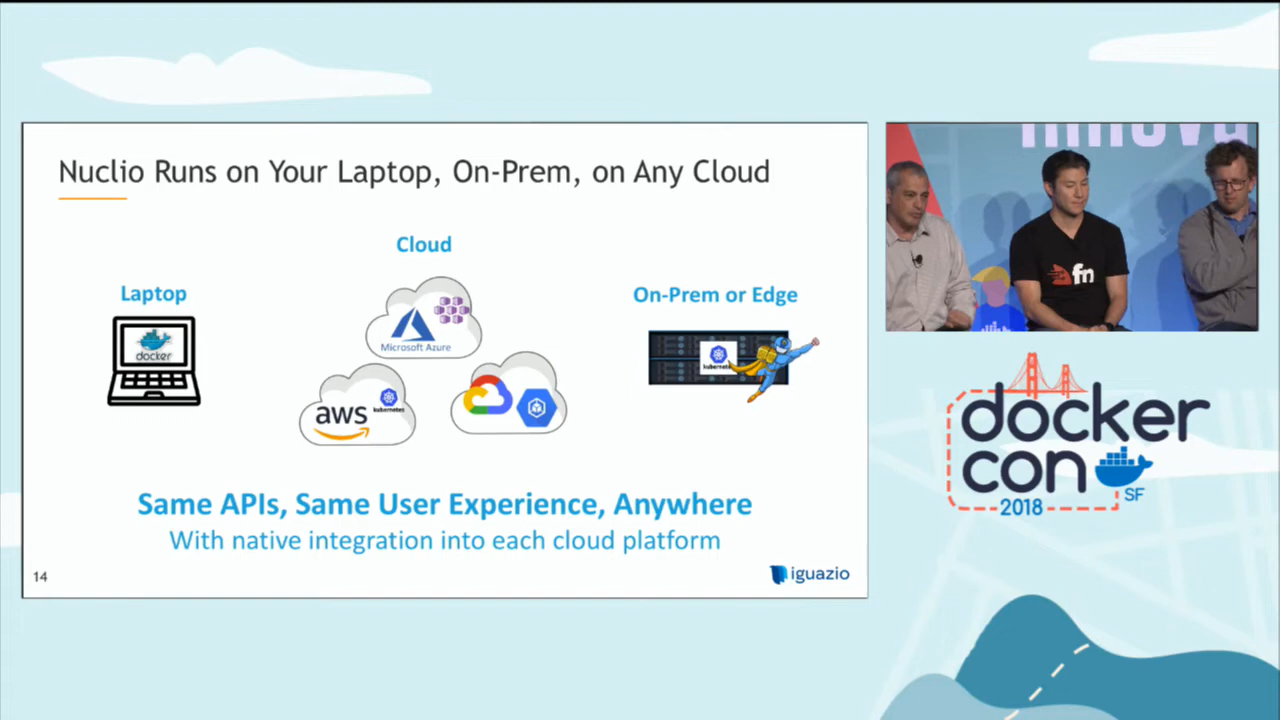 Nuclio Runs on Your Laptop, On-Prem, on Any Cloud
Cloud
Laptop
On-Prem or Edge
docker
Microsoft Azure
aws
kubernetes
kubernetes
Same APIs, Same User Experience, Anywhere
With native integration into each cloud platform
14
iguazio
fn
docker
con
2018
SF